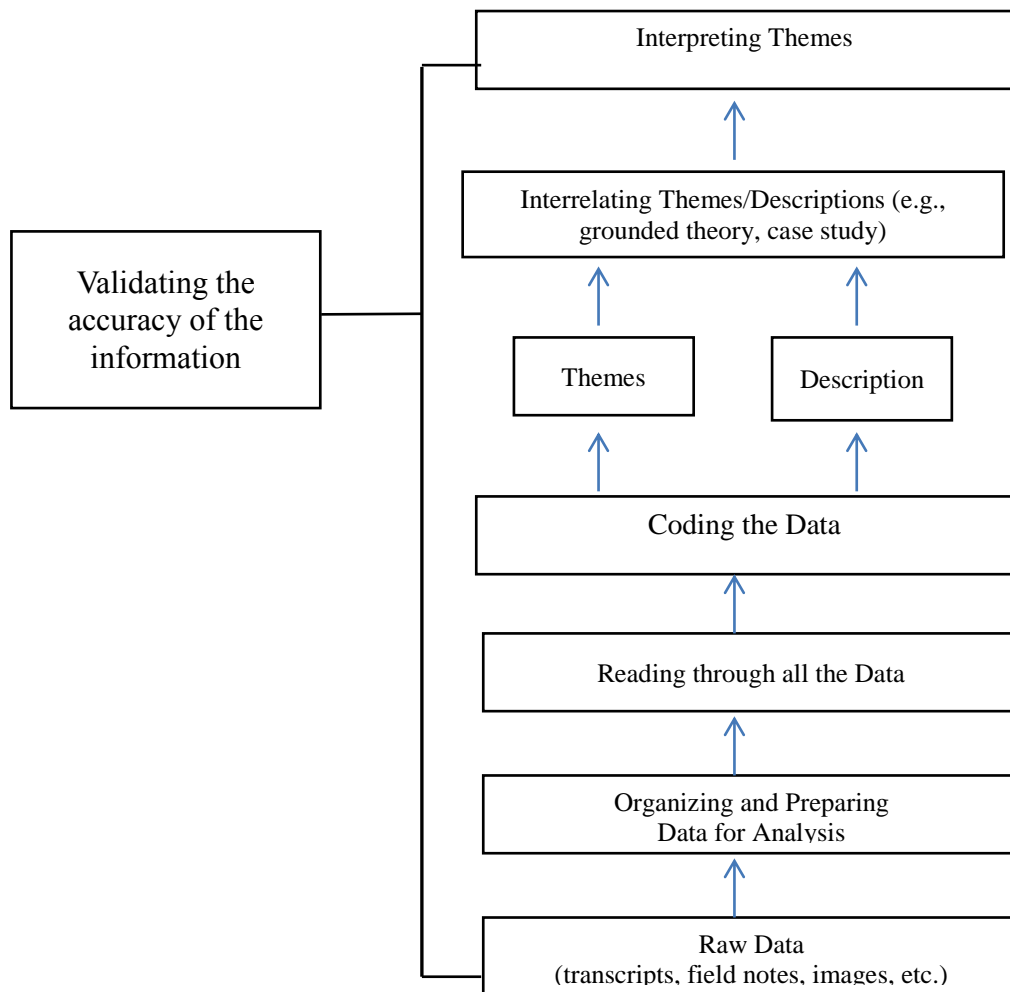 Interpreting Themes
Interrelating Themes/Descriptions (e.g.,
grounded theory, case study)
Validating the
accuracy of the
information
Themes
Description
Coding the Data
Reading through all the Data
Organizing and Preparing
Data for Analysis
Raw Data
(transcripts, field notes, images, etc.)